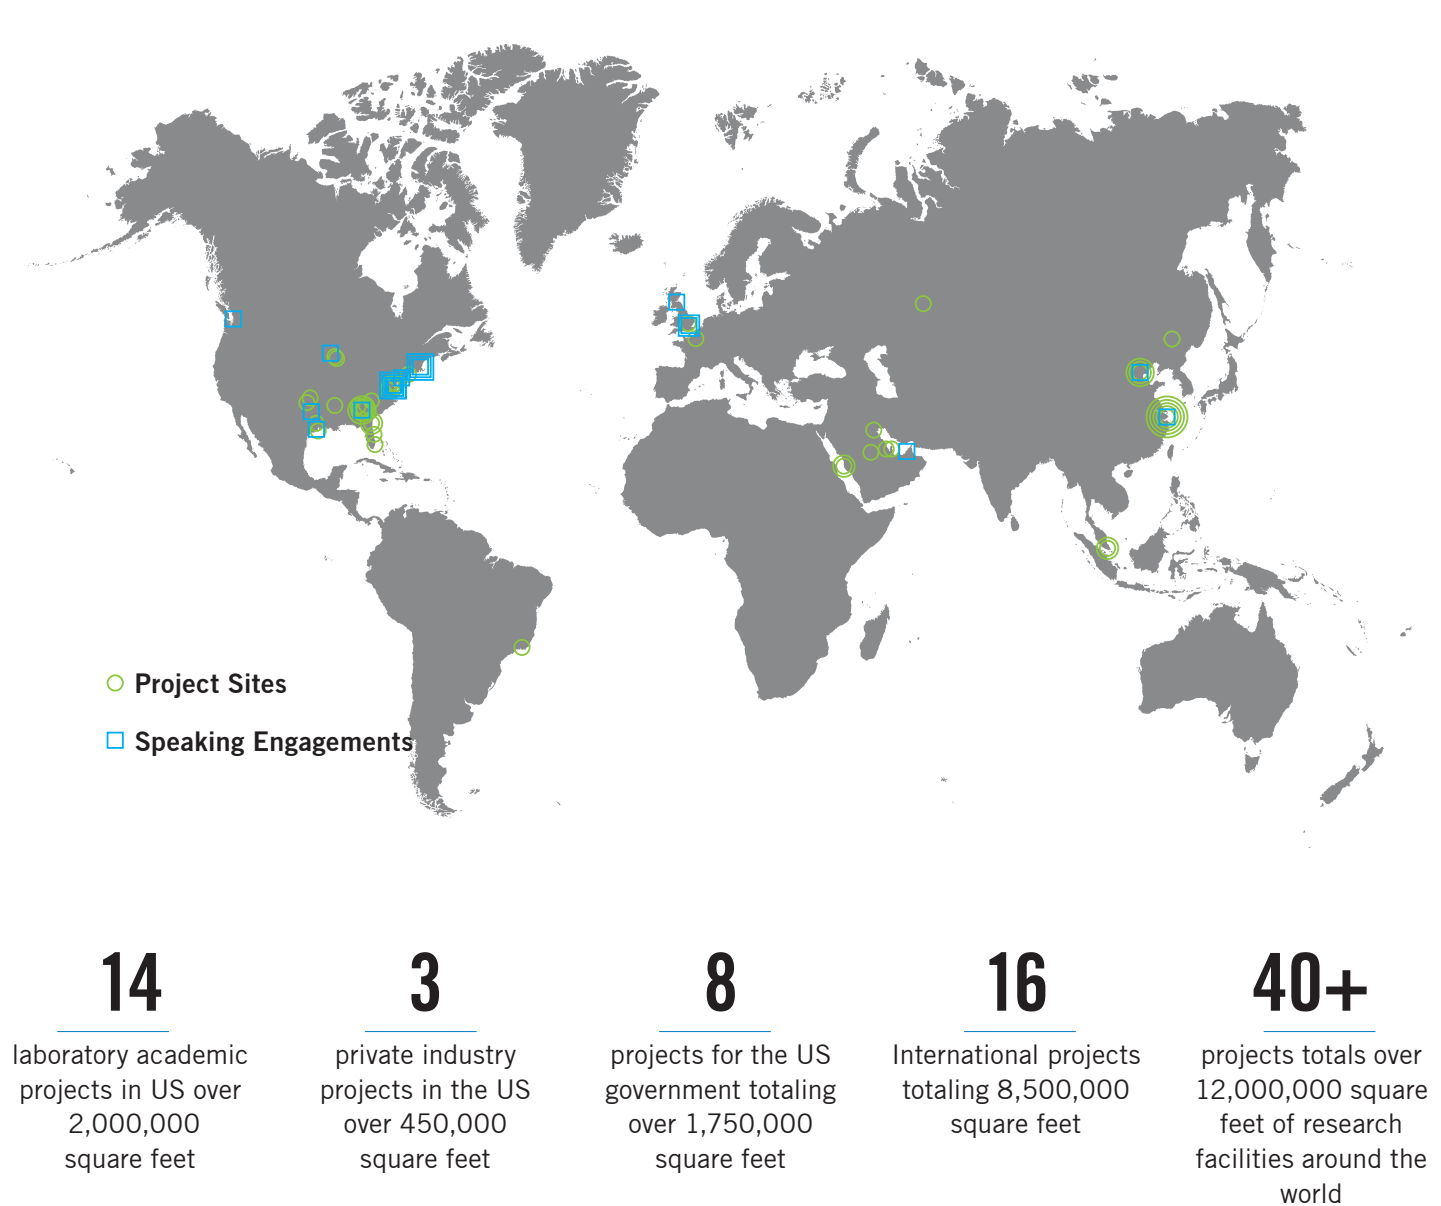 Project Sites
Speaking Engagements
14
laboratory academic
projects in US over
2,000,000
square feet
3
private industry
projects in the US
over 450,000
square feet
8
projects for the US
government totaling
over 1,750,000
square feet
16
International projects
totaling 8,500,000
square feet
40+
projects totals over
12,000,000 square
feet of research
facilities around the
world